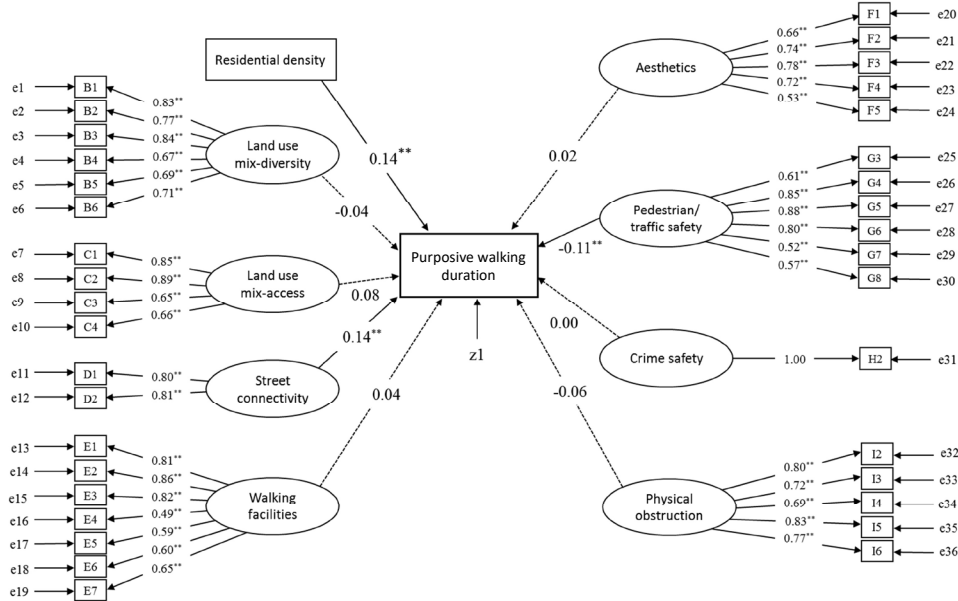 Residential density
e1 B1 0.83**
e2 B2 0.77**
e3 B3 0.84**
e4 B4 0.67**
e5 B5 0.69**
e6 B6 0.71**
Land use
mix-diversity
0.14**
-0.04
e7 C1 0.85**
e8 C2 0.89**
e9 C3 0.65**
e10 C4 0.66**
Land use
mix-access
0.08
e11 D1 0.80**
e12 D2 0.81**
Street
connectivity
0.14**
e13 E1 0.81**
e14 E2 0.86**
e15 E3 0.82**
e16 E4 0.49**
e17 E5 0.59**
e18 E6 0.60**
e19 E7 0.65**
Walking
facilities
0.04
Purposive walking
duration
z1
Aesthetics
0.02
0.66** F1 e20
0.74** F2 e21
0.78** F3 e22
0.72** F4 e23
0.53** F5 e24
Pedestrian/
traffic safety
-0.11**
0.61** G3 e25
0.85** G4 e26
0.88** G5 e27
0.80** G6 e28
0.52** G7 e29
0.57** G8 e30
0.00
Crime safety
1.00 H2 e31
-0.06
Physical
obstruction
0.80** I2 e32
0.72** I3 e33
0.69** I4 e34
0.83** I5 e35
0.77** I6 e36